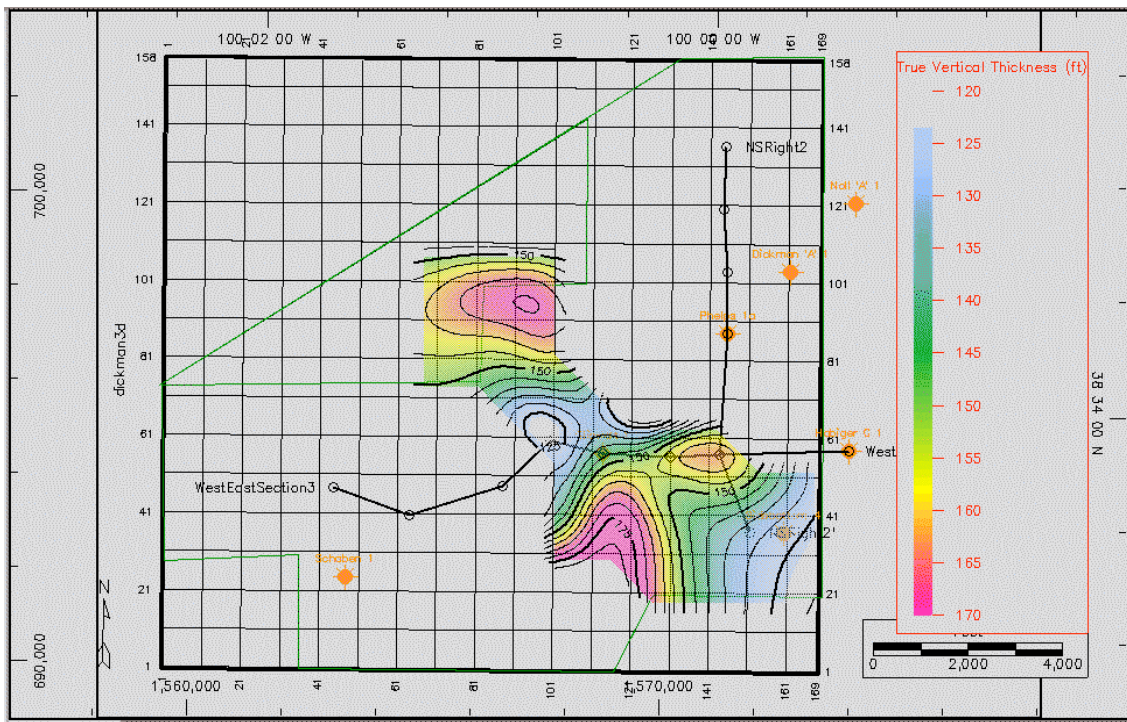 100 02 00 W
100 00 00 W
1 21 41 61 81 101 121 141 161 169
158 158
NSRight2
True Vertical Thickness (ft)
120
125
130
135
140
145
150
155
160
165
170
141 141
700,000
Noll 'A' 1
121 121
Dickman 'A' 1
150
101 101
Phelps 1a
dickman3d
81 81
150
38 34 00 N
61 61
125
150
Habiger C 1
West
WestEastSection3
150
41 41
175
Schaben 1
21 21
N
690,000
1 1
0 2,000 4,000
1,560,000
1,570,000
1 21 41 61 81 101 121 141 161 169